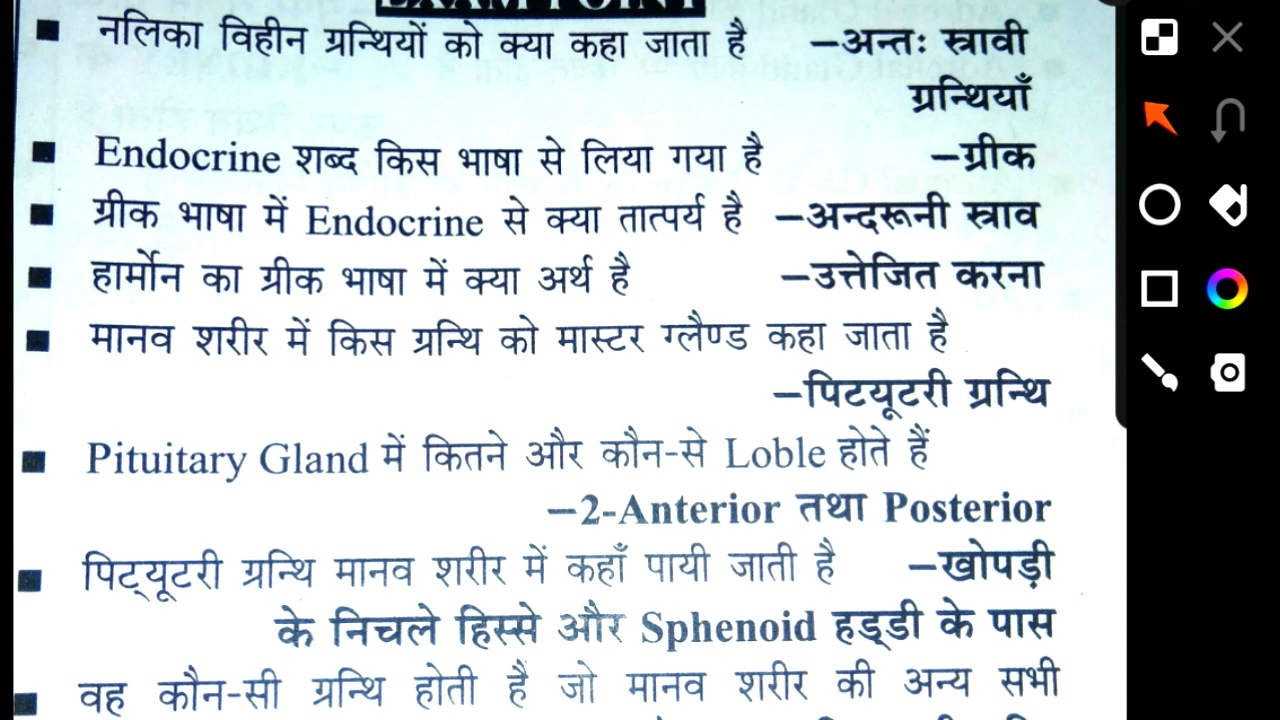 EXAM POINT
■ नलिका विहीन ग्रन्थियों को क्या कहा जाता है –अन्तः स्त्रावी
ग्रन्थियाँ
■ Endocrine शब्द किस भाषा से लिया गया है –ग्रीक
■ ग्रीक भाषा में Endocrine से क्या तात्पर्य है –अन्दरूनी स्त्राव
■ हार्मोन का ग्रीक भाषा में क्या अर्थ है –उत्तेजित करना
■ मानव शरीर में किस ग्रन्थि को मास्टर ग्लैण्ड कहा जाता है
–पिटयूटरी ग्रन्थि
■ Pituitary Gland में कितने और कौन-से Loble होते हैं
–2-Anterior तथा Posterior
■ पिट्यूटरी ग्रन्थि मानव शरीर में कहाँ पायी जाती है –खोपड़ी
के निचले हिस्से और Sphenoid हड्डी के पास
■ वह कौन-सी ग्रन्थि होती है जो मानव शरीर की अन्य सभी